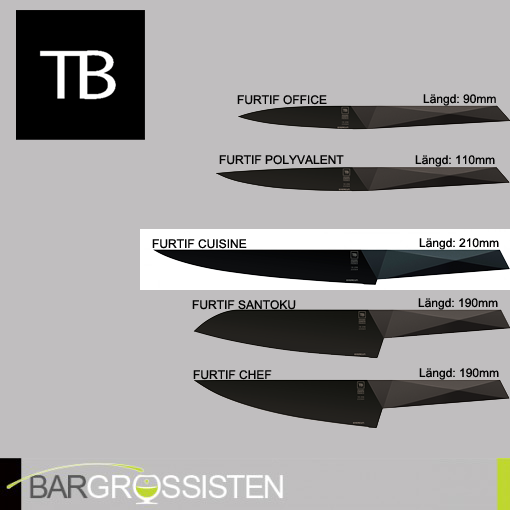 TB
FURTIF OFFICE Längd: 90mm
FURTIF POLYVALENT Längd: 110mm
FURTIF CUISINE Längd: 210mm
FURTIF SANTOKU Längd: 190mm
FURTIF CHEF Längd: 190mm
BARGROSSISTEN